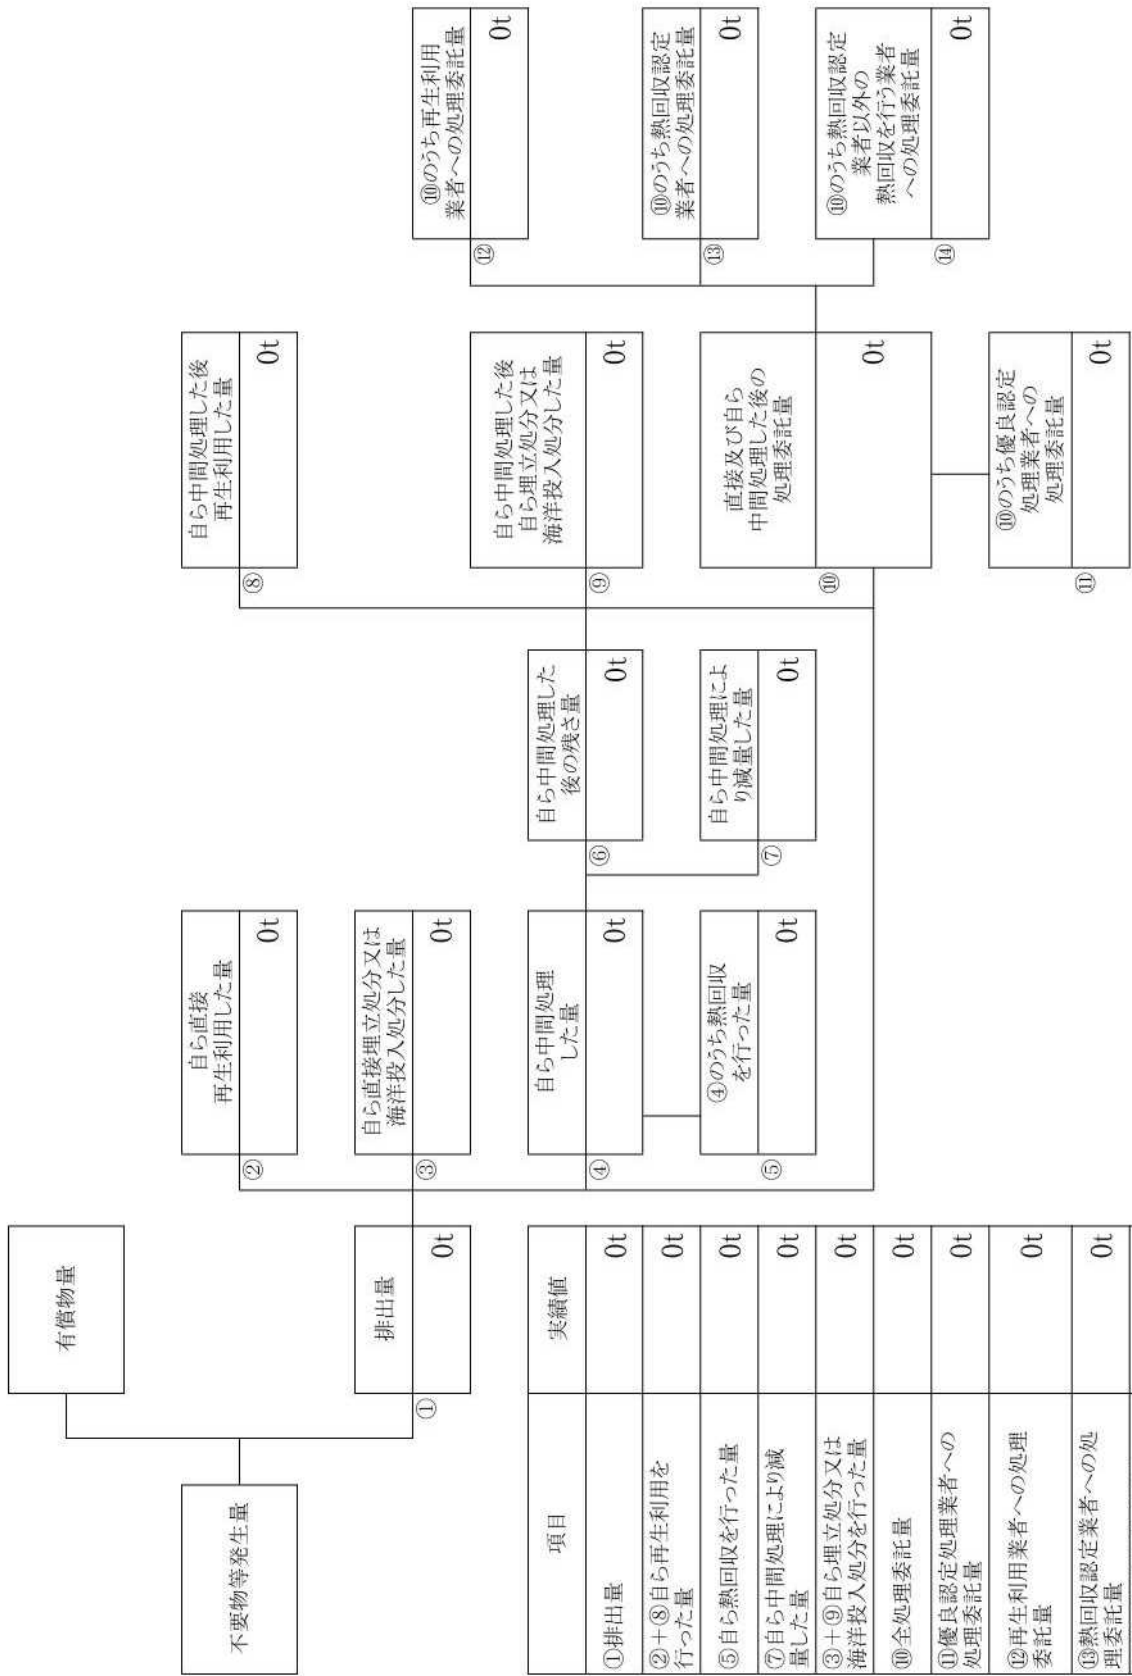 有償物量
不要物等発生量
排出量
①
0t
自ら直接
再生利用した量
②
0t
自ら直接埋立処分又は
海洋投入処分した量
③
0t
自ら中間処理
した量
④
0t
④のうち熱回収
を行った量
⑤
0t
自ら中間処理した
後の残さ量
⑥
0t
自ら中間処理によ
り減量した量
⑦
0t
自ら中間処理した後
再生利用した量
⑧
0t
自ら中間処理した後
自ら埋立処分又は
海洋投入処分した量
⑨
0t
直接及び自ら
中間処理した後の
処理委託量
⑩
0t
⑩のうち優良認定
処理業者への
処理委託量
⑪
0t
⑩のうち再生利用
業者への処理委託量
⑫
0t
⑩のうち熱回収認定
業者への処理委託量
⑬
0t
⑩のうち熱回収認定
業者以外の
熱回収を行う業者
への処理委託量
⑭
0t
項目
実績値
①排出量
0t
②+⑧自ら再生利用を
行った量
0t
⑤自ら熱回収を行った量
0t
⑦自ら中間処理により減
量した量
0t
③+⑨自ら埋立処分又は
海洋投入処分を行った量
0t
⑩全処理委託量
0t
⑪優良認定処理業者への
処理委託量
0t
⑫再生利用業者への処理
委託量
0t
⑬熱回収認定業者への処
理委託量
0t